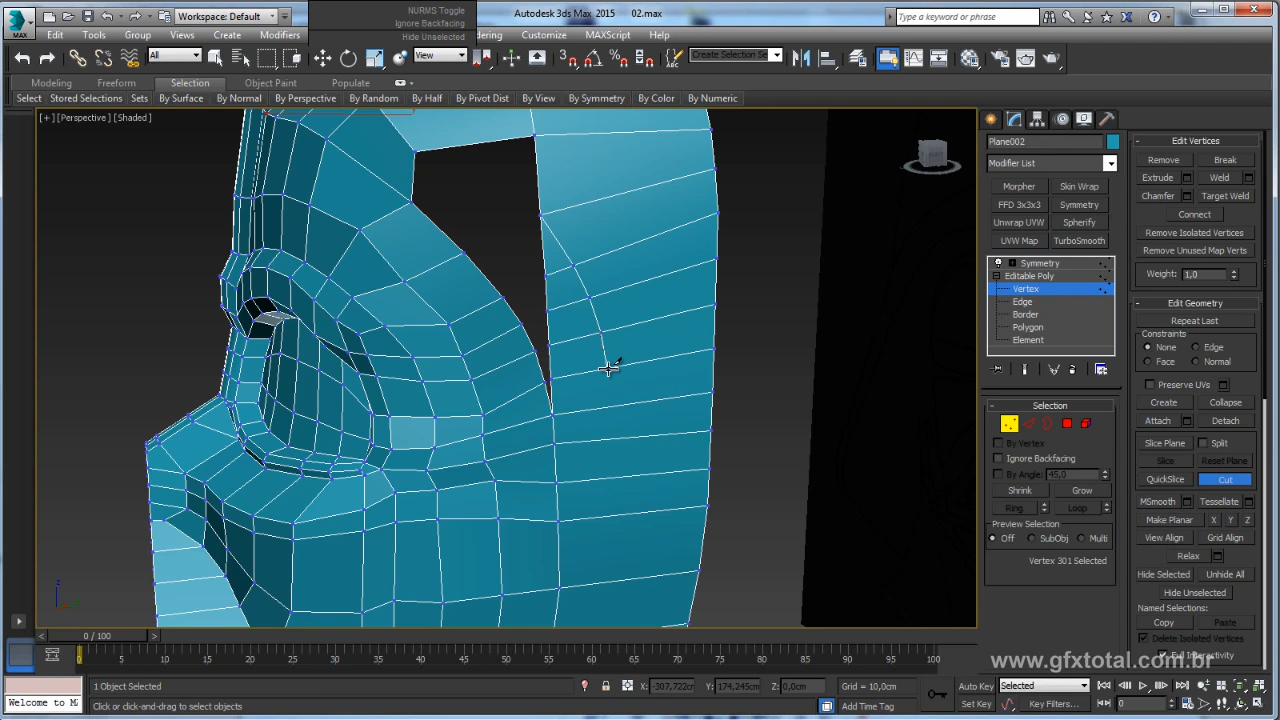 NURMS Toggle
Ignore Backfacing
Hide Unselected
MAX
Workspace: Default
Autodesk 3ds Max 2015 02.max
Type a keyword or phrase
Edit Tools Group Views Create Modifiers dering Customize MAXScript Help
All View Create Selection Se
Modeling Freeform Selection Object Paint Populate
Select Stored Selections Sets By Surface By Normal By Perspective By Random By Half By Pivot Dist By View By Symmetry By Color By Numeric
[+] [Perspective] [Shaded]
Plane002
Modifier List
Morpher Skin Wrap
FFD 3x3x3 Symmetry
Unwrap UVW Spherify
UVW Map TurboSmooth
Symmetry
Editable Poly
Vertex
Edge
Border
Polygon
Element
Selection
By Vertex
Ignore Backfacing
By Angle: 45,0
Shrink Grow
Ring Loop
Preview Selection
Off SubObj Multi
Vertex 301 Selected
Edit Vertices
Remove Break
Extrude Weld
Chamfer Target Weld
Connect
Remove Isolated Vertices
Remove Unused Map Verts
Weight: 1,0
Edit Geometry
Repeat Last
Constraints
None Edge
Face Normal
Preserve UVs
Create Collapse
Attach Detach
Slice Plane Split
Slice Reset Plane
QuickSlice Cut
MSmooth Tessellate
Make Planar X Y Z
View Align Grid Align
Relax
Hide Selected Unhide All
Hide Unselected
Named Selections:
Copy Paste
Delete Isolated Vertices
Full Interactivity
www.gfxtotal.com.br
z
0 / 100
0 5 10 15 20 25 30 35 40 45 50 55 60 65 70 75 80 85 90 95 100
1 Object Selected X: -307,722cm Y: 174,245cm Z: 0,0cm Grid = 10,0cm Auto Key Selected
Welcome to M Click or click-and-drag to select objects Add Time Tag Set Key Key Filters... 0